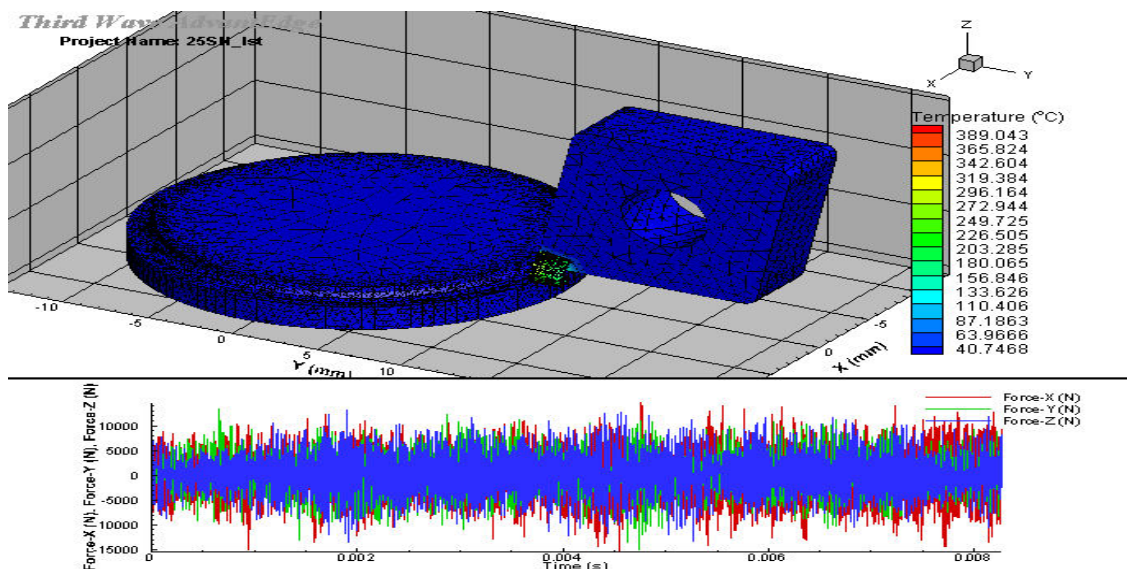 Third Wave AdvantEdge
Project Name: 25SN_Ist
Z
X
Y
Temperature (°C)
389.043
365.824
342.604
319.384
296.164
272.944
249.725
226.505
203.285
180.065
156.846
133.626
110.406
87.1863
63.9666
40.7468
-10
-5
0
5
10
Y (mm)
-5
0
X (mm)
Force-X (N), Force-Y (N), Force-Z (N)
10000
5000
0
-5000
10000
15000
0
0.002
0.004
0.006
0.008
Time (s)
Force-X (N)
Force-Y (N)
Force-Z (N)